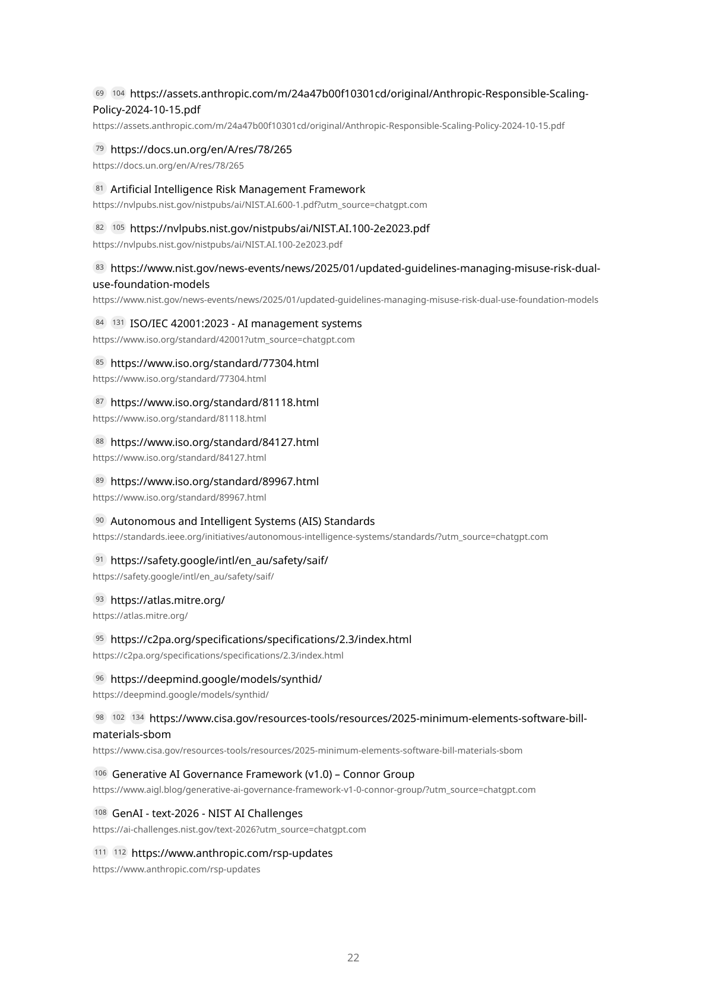 69 104 https://assets.anthropic.com/m/24a47b00f10301cd/original/Anthropic-Responsible-Scaling-
Policy-2024-10-15.pdf
https://assets.anthropic.com/m/24a47b00f10301cd/original/Anthropic-Responsible-Scaling-Policy-2024-10-15.pdf
79 https://docs.un.org/en/A/res/78/265
https://docs.un.org/en/A/res/78/265
81 Artificial Intelligence Risk Management Framework
https://nvlpubs.nist.gov/nistpubs/ai/NIST.AI.600-1.pdf?utm_source=chatgpt.com
82 105 https://nvlpubs.nist.gov/nistpubs/ai/NIST.AI.100-2e2023.pdf
https://nvlpubs.nist.gov/nistpubs/ai/NIST.AI.100-2e2023.pdf
83 https://www.nist.gov/news-events/news/2025/01/updated-guidelines-managing-misuse-risk-dual-
use-foundation-models
https://www.nist.gov/news-events/news/2025/01/updated-guidelines-managing-misuse-risk-dual-use-foundation-models
84 131 ISO/IEC 42001:2023 - AI management systems
https://www.iso.org/standard/42001?utm_source=chatgpt.com
85 https://www.iso.org/standard/77304.html
https://www.iso.org/standard/77304.html
87 https://www.iso.org/standard/81118.html
https://www.iso.org/standard/81118.html
88 https://www.iso.org/standard/84127.html
https://www.iso.org/standard/84127.html
89 https://www.iso.org/standard/89967.html
https://www.iso.org/standard/89967.html
90 Autonomous and Intelligent Systems (AIS) Standards
https://standards.ieee.org/initiatives/autonomous-intelligence-systems/standards/?utm_source=chatgpt.com
91 https://safety.google/intl/en_au/safety/saif/
https://safety.google/intl/en_au/safety/saif/
93 https://atlas.mitre.org/
https://atlas.mitre.org/
95 https://c2pa.org/specifications/specifications/2.3/index.html
https://c2pa.org/specifications/specifications/2.3/index.html
96 https://deepmind.google/models/synthid/
https://deepmind.google/models/synthid/
98 102 134 https://www.cisa.gov/resources-tools/resources/2025-minimum-elements-software-bill-
materials-sbom
https://www.cisa.gov/resources-tools/resources/2025-minimum-elements-software-bill-materials-sbom
106 Generative AI Governance Framework (v1.0) – Connor Group
https://www.aigl.blog/generative-ai-governance-framework-v1-0-connor-group/?utm_source=chatgpt.com
108 GenAI - text-2026 - NIST AI Challenges
https://ai-challenges.nist.gov/text-2026?utm_source=chatgpt.com
111 112 https://www.anthropic.com/rsp-updates
https://www.anthropic.com/rsp-updates
22